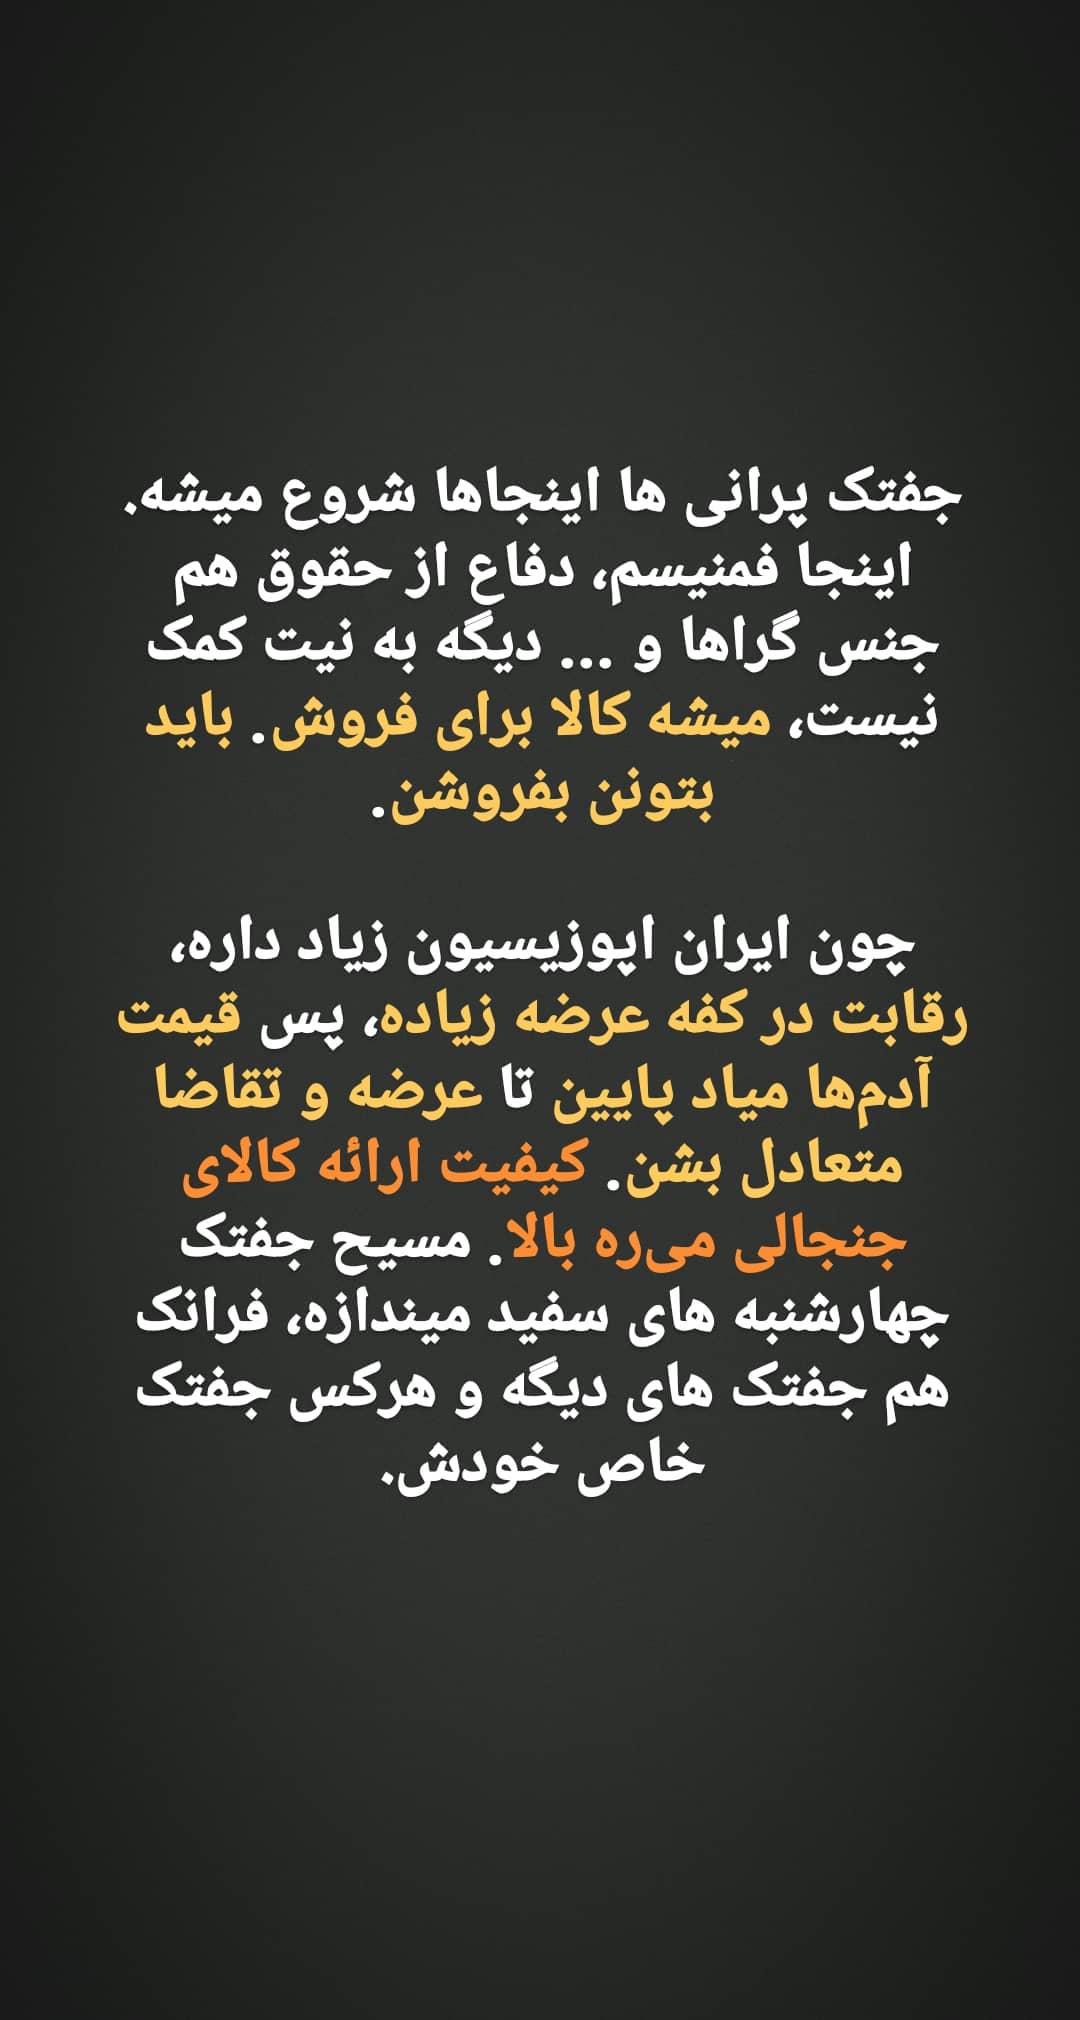 جفتک پرانی ها اینجاها شروع میشه.
اینجا فمنیسم، دفاع از حقوق هم
جنس گراها و ... دیگه به نیت کمک
نیست، میشه کالا برای فروش. باید
بتونن بفروشن.
چون ایران اپوزیسیون زیاد داره،
رقابت در کفه عرضه زیاده، پس قیمت
آدم‌ها میاد پایین تا عرضه و تقاضا
متعادل بشن. کیفیت ارائه کالای
جنجالی می‌ره بالا. مسیح جفتک
چهارشنبه های سفید میندازه، فرانک
هم جفتک های دیگه و هرکس جفتک
خاص خودش.